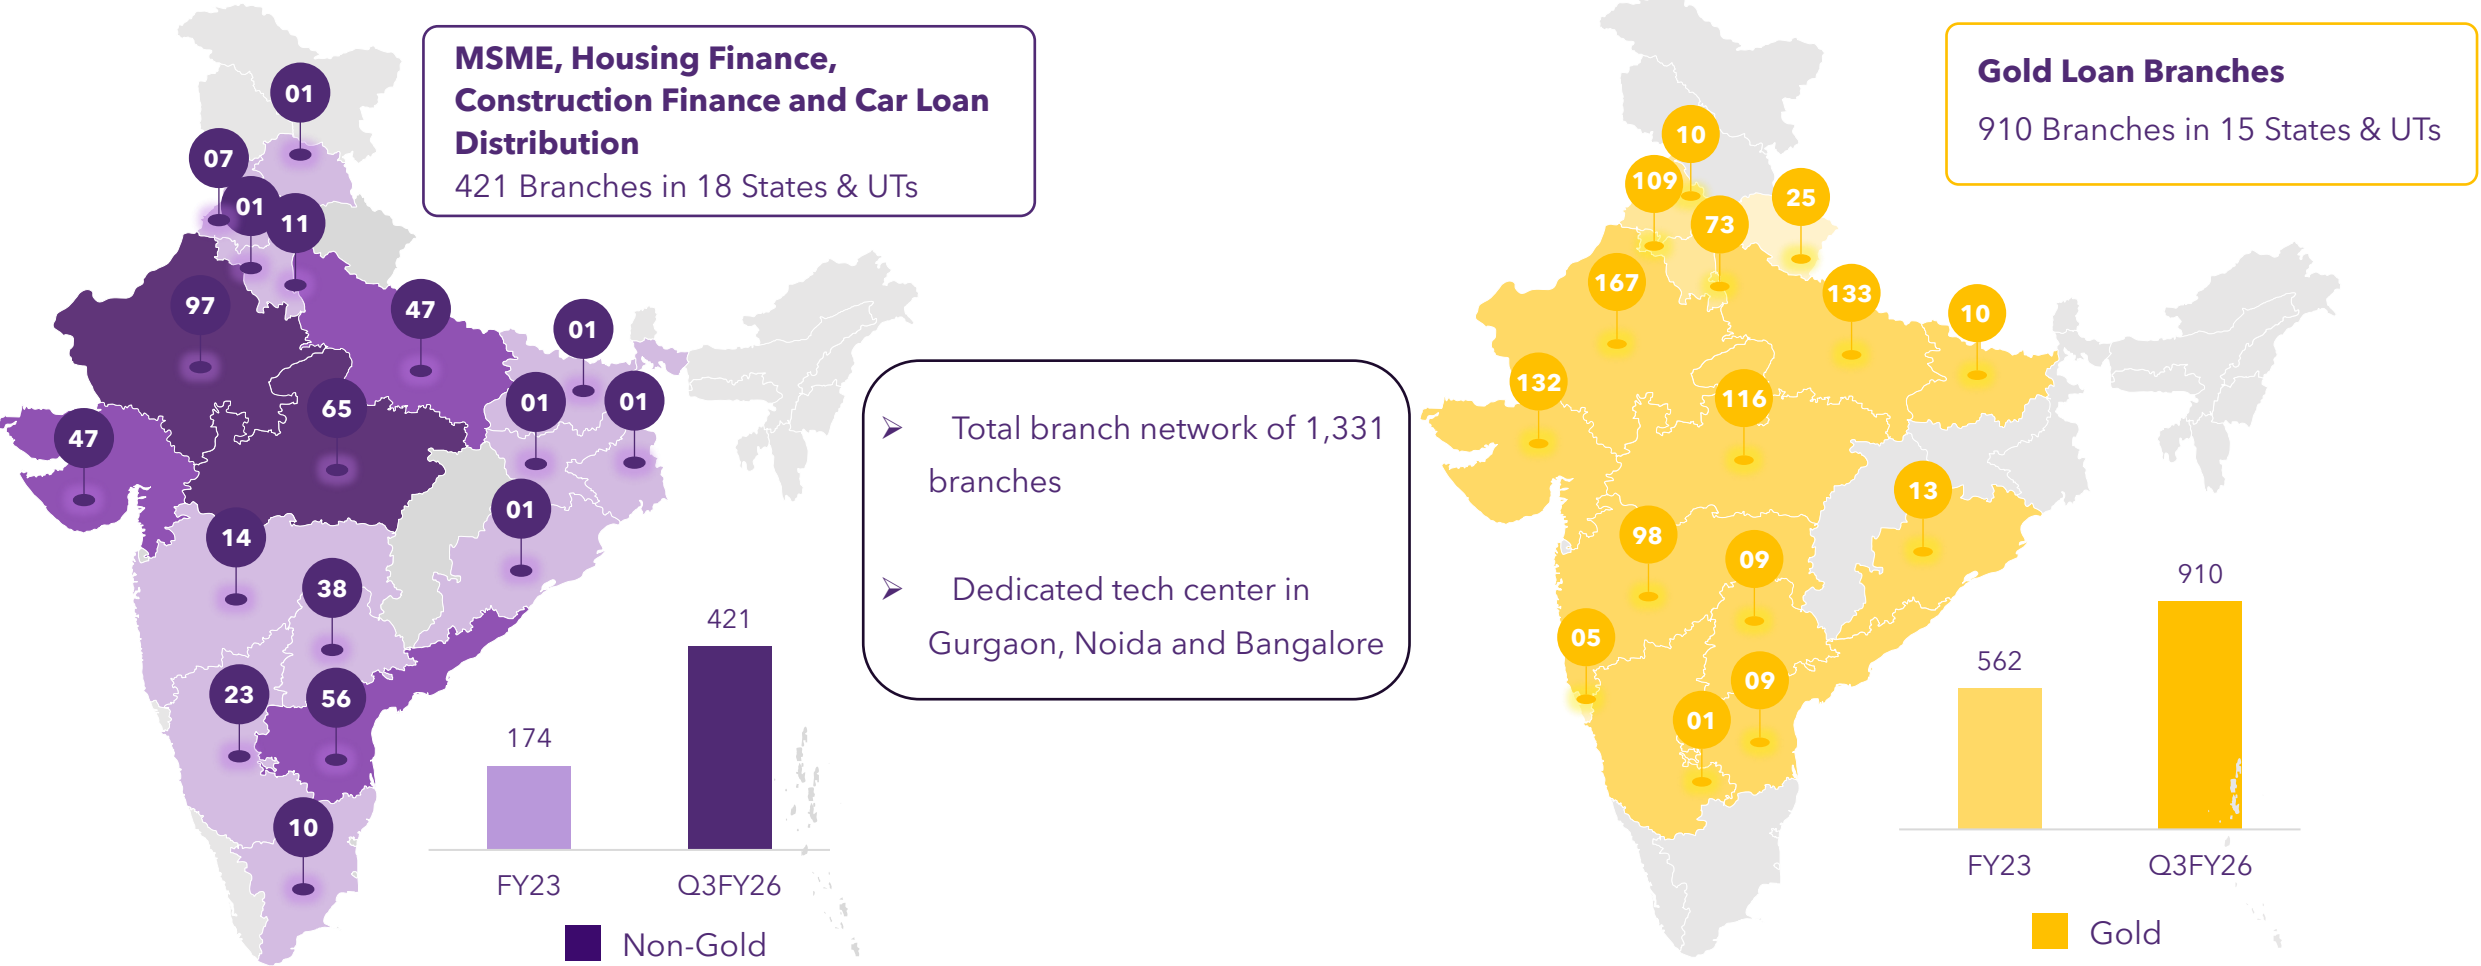 MSME, Housing Finance,
Construction Finance and Car Loan
Distribution
421 Branches in 18 States & UTs
01
07
01
11
97
47
01
65
01
01
47
01
14
38
23
56
10
421
174
FY23
Q3FY26
Non-Gold
➢ Total branch network of 1,331
branches
➢ Dedicated tech center in
Gurgaon, Noida and Bangalore
Gold Loan Branches
910 Branches in 15 States & UTs
10
109
25
73
167
133
10
132
116
13
98
09
05
09
01
910
562
FY23
Q3FY26
Gold